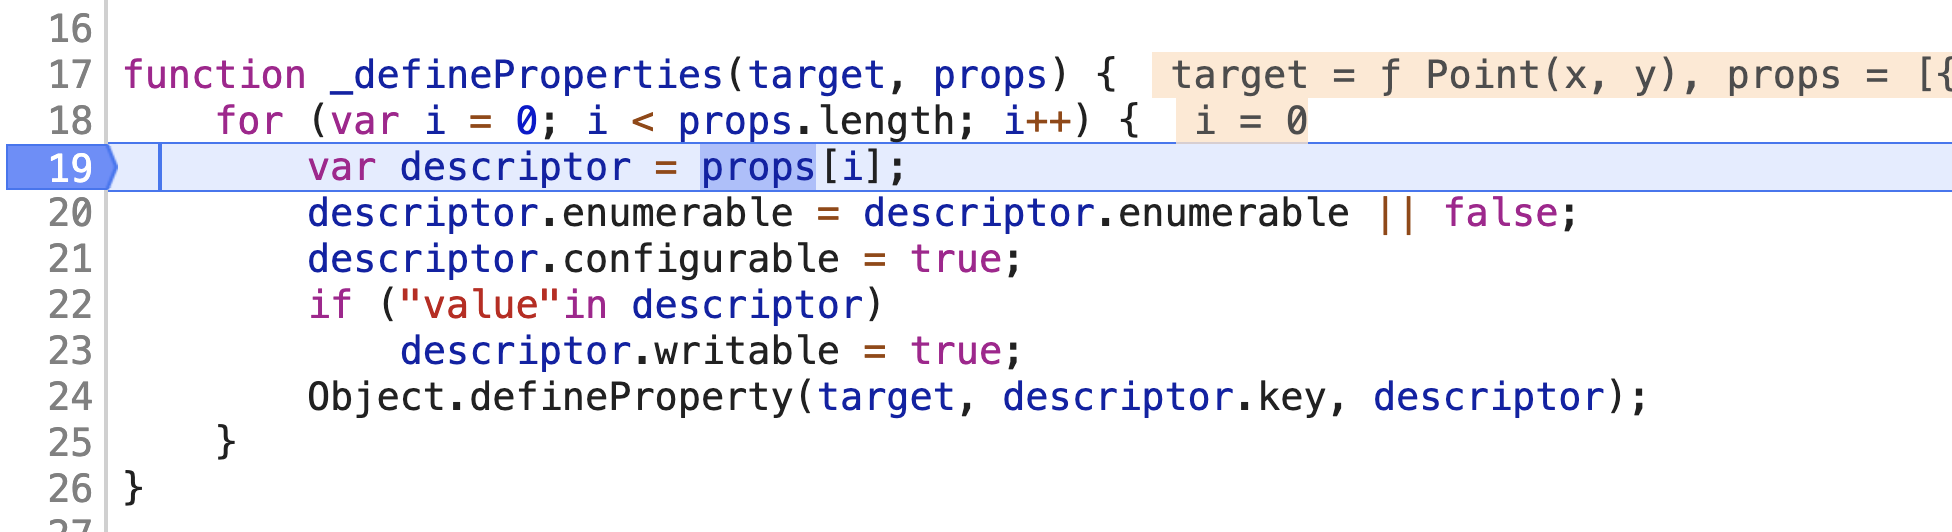 16
17 function _defineProperties(target, props) { target = ƒ Point(x, y), props = [{
18 for (var i = 0; i < props.length; i++) { i = 0
19 var descriptor = props[i];
20 descriptor.enumerable = descriptor.enumerable || false;
21 descriptor.configurable = true;
22 if ("value"in descriptor)
23 descriptor.writable = true;
24 Object.defineProperty(target, descriptor.key, descriptor);
25 }
26 }
27